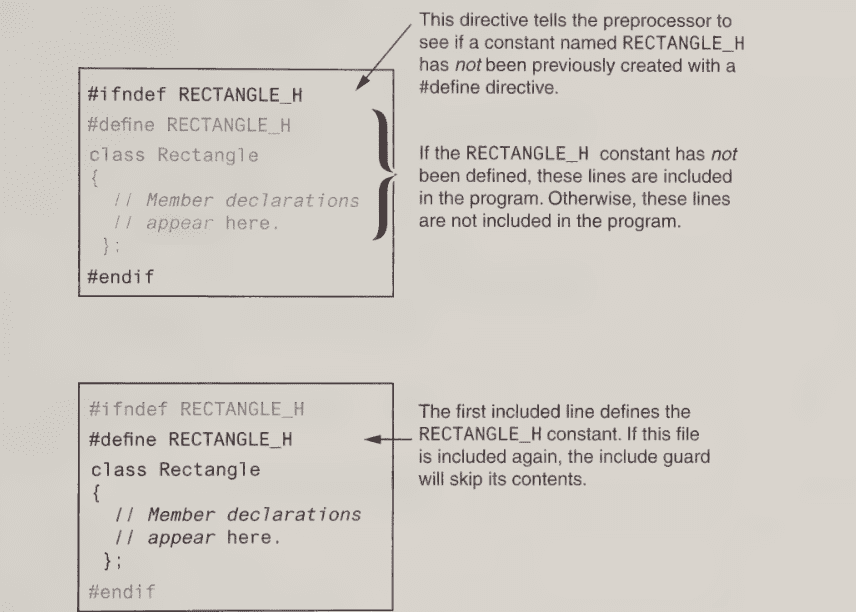 This directive tells the preprocessor to
see if a constant named RECTANGLE_H
has not been previously created with a
#define directive.
#ifndef RECTANGLE_H
#define RECTANGLE_H
class Rectangle
{
// Member declarations
// appear here.
};
#endif
If the RECTANGLE_H constant has not
been defined, these lines are included
in the program. Otherwise, these lines
are not included in the program.
#ifndef RECTANGLE_H
#define RECTANGLE_H
class Rectangle
{
// Member declarations
// appear here.
};
#endif
The first included line defines the
RECTANGLE_H constant. If this file
is included again, the include guard
will skip its contents.